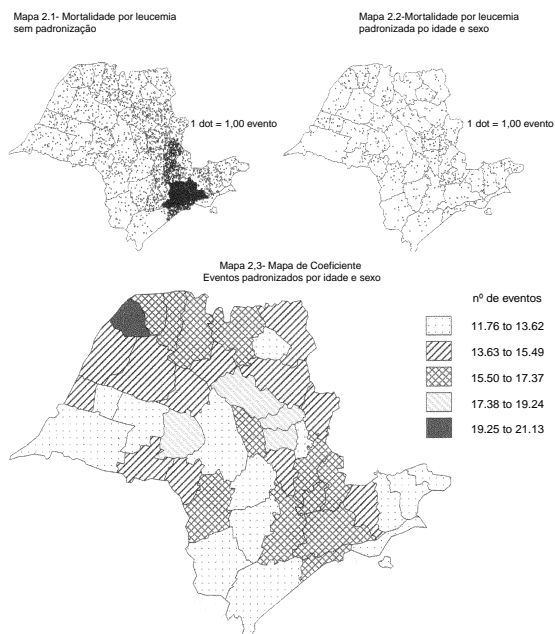 Mapa 2.1- Mortalidade por leucemia
sem padronização
Mapa 2.2-Mortalidade por leucemia
padronizada po idade e sexo
1 dot = 1,00 evento
1 dot = 1,00 evento
Mapa 2,3- Mapa de Coeficiente
Eventos padronizados por idade e sexo
nº de eventos
11.76 to 13.62
13.63 to 15.49
15.50 to 17.37
17.38 to 19.24
19.25 to 21.13